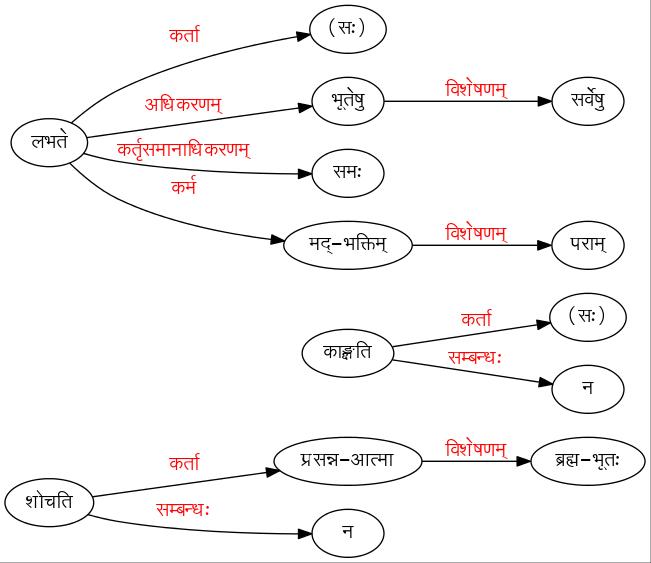 कर्ता
(सः)
अधिकरणम्
भूतेषु
विशेषणम्
सर्वेषु
लभते
कर्तृसमानाधिकरणम्
समः
कर्म
मद्-भक्तिम्
विशेषणम्
पराम्
कर्ता
(सः)
काङ्क्षति
सम्बन्धः
न
कर्ता
प्रसन्न-आत्मा
विशेषणम्
ब्रह्म-भूतः
शोचति
सम्बन्धः
न